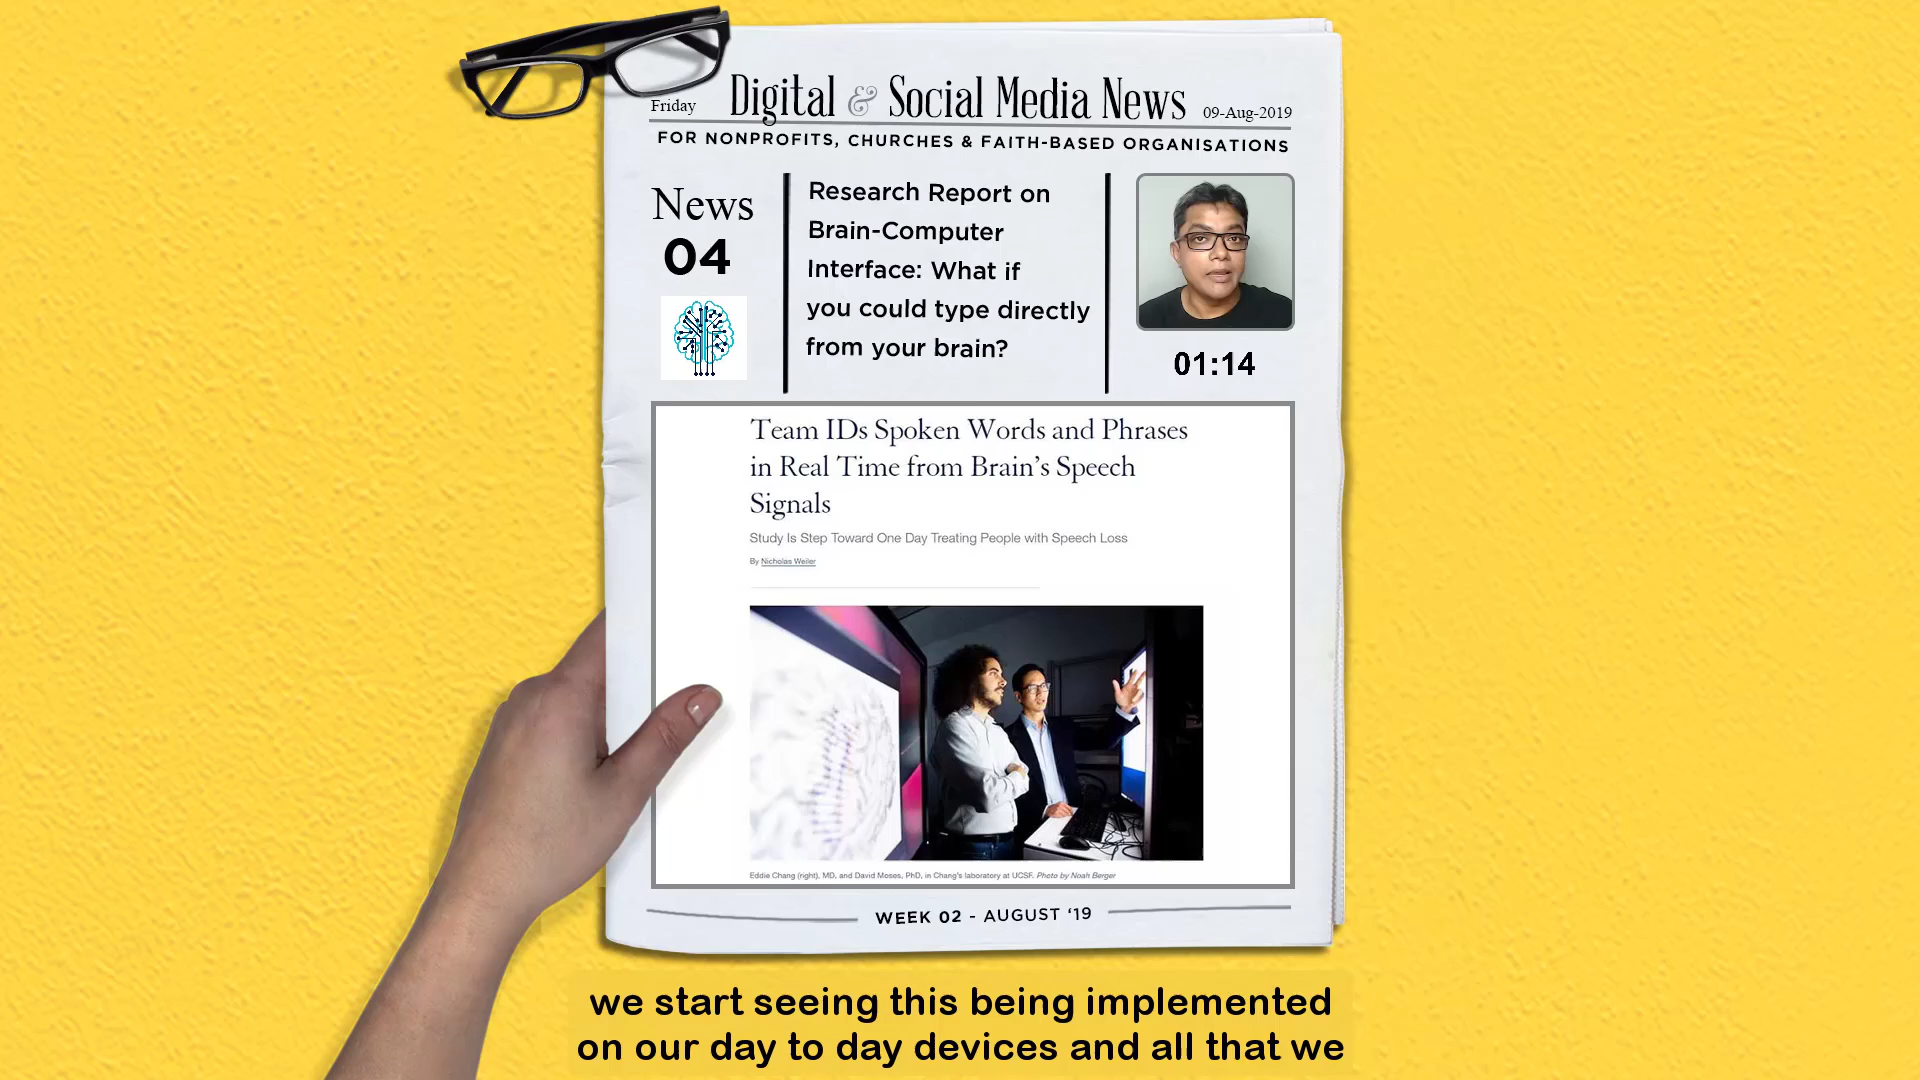 Digital & Social Media News
Friday
09-Aug-2019
FOR NONPROFITS, CHURCHES & FAITH-BASED ORGANISATIONS
News
04
Research Report on
Brain-Computer
Interface: What if
you could type directly
from your brain?
01:14
Team IDs Spoken Words and Phrases
in Real Time from Brain's Speech
Signals
Study Is Step Toward One Day Treating People with Speech Loss
By Nicholas Weiler
Eddie Chang (right), MD, and David Moses, PhD, in Chang's laboratory at UCSF. Photo by Noah Berger
WEEK 02 - AUGUST ‘19
we start seeing this being implemented
on our day to day devices and all that we